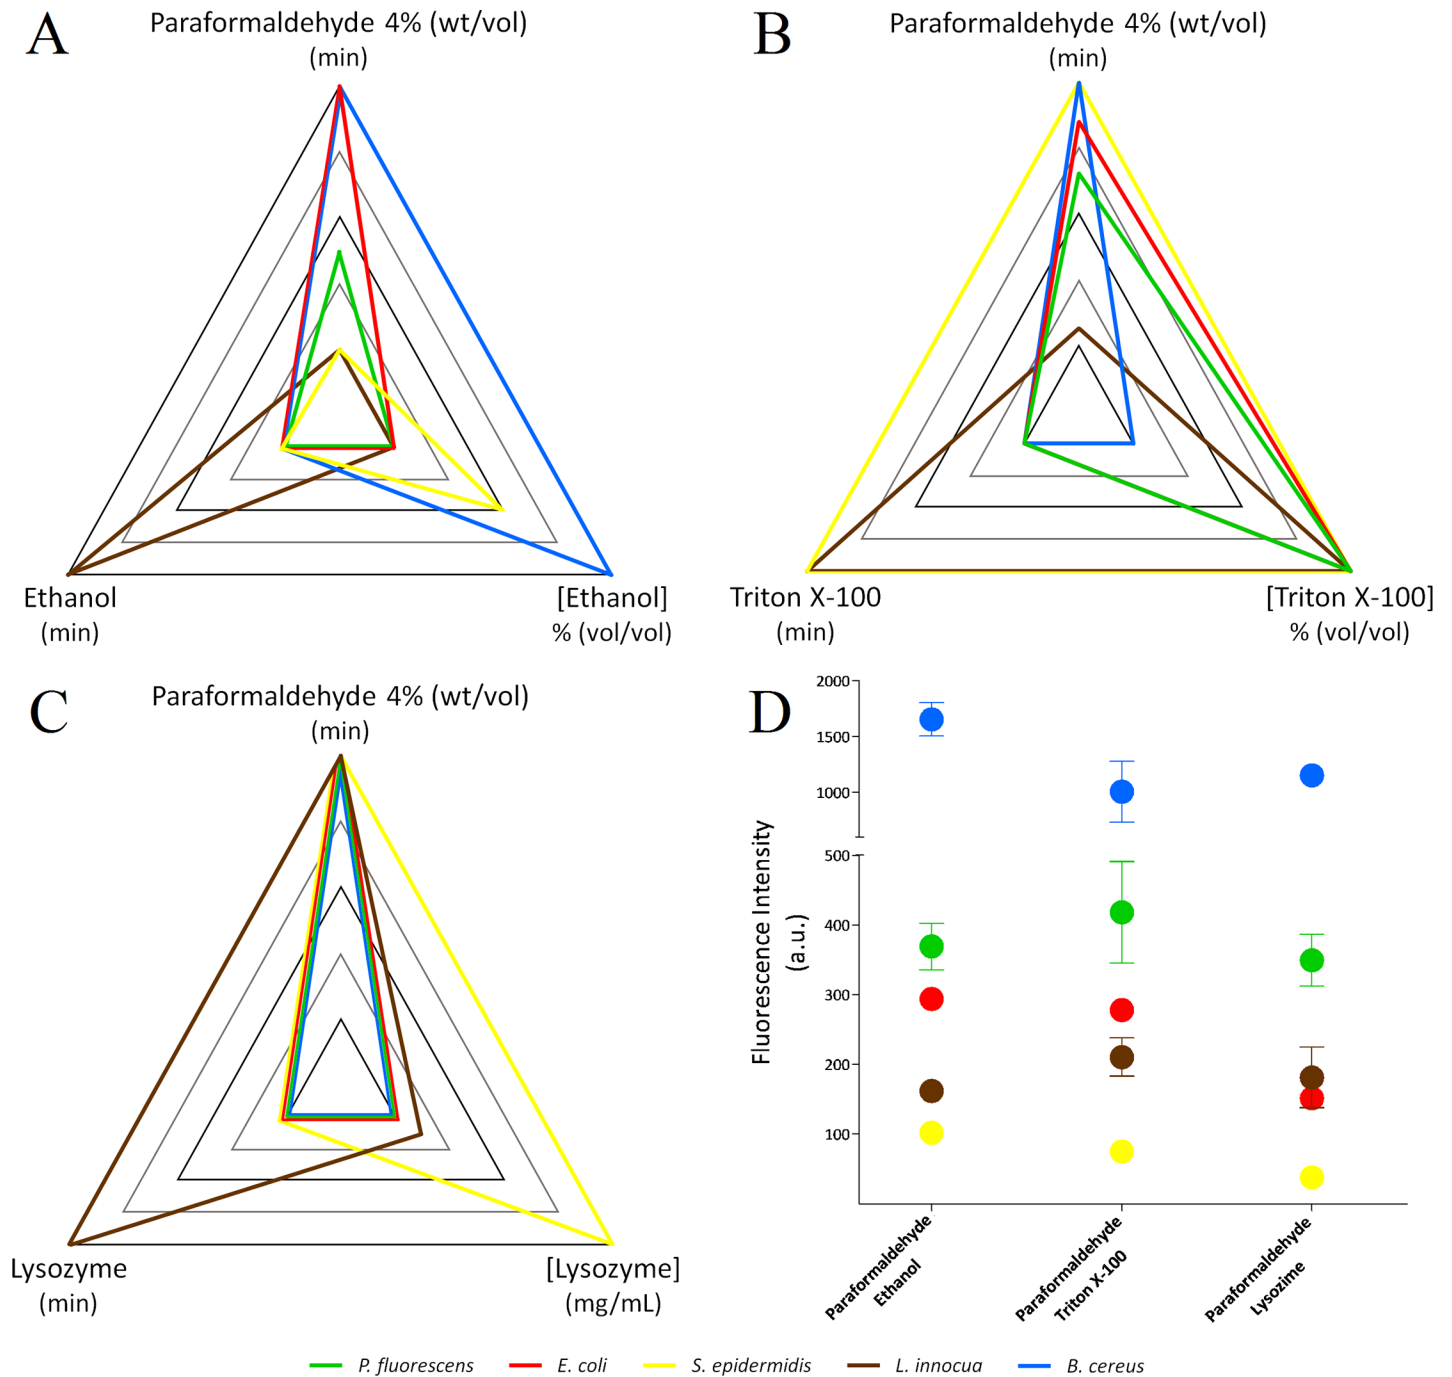 A
Paraformaldehyde 4% (wt/vol)
(min)
Ethanol
(min)
[Ethanol]
% (vol/vol)
B
Paraformaldehyde 4% (wt/vol)
(min)
Triton X-100
(min)
[Triton X-100]
% (vol/vol)
C
Paraformaldehyde 4% (wt/vol)
(min)
Lysozyme
(min)
[Lysozyme]
(mg/mL)
D
Fluorescence Intensity
(a.u.)
2000
1500
1000
500
400
300
200
100
Paraformaldehyde
Ethanol
Paraformaldehyde
Triton X-100
Paraformaldehyde
Lysozime
P. fluorescens
E. coli
S. epidermidis
L. innocua
B. cereus